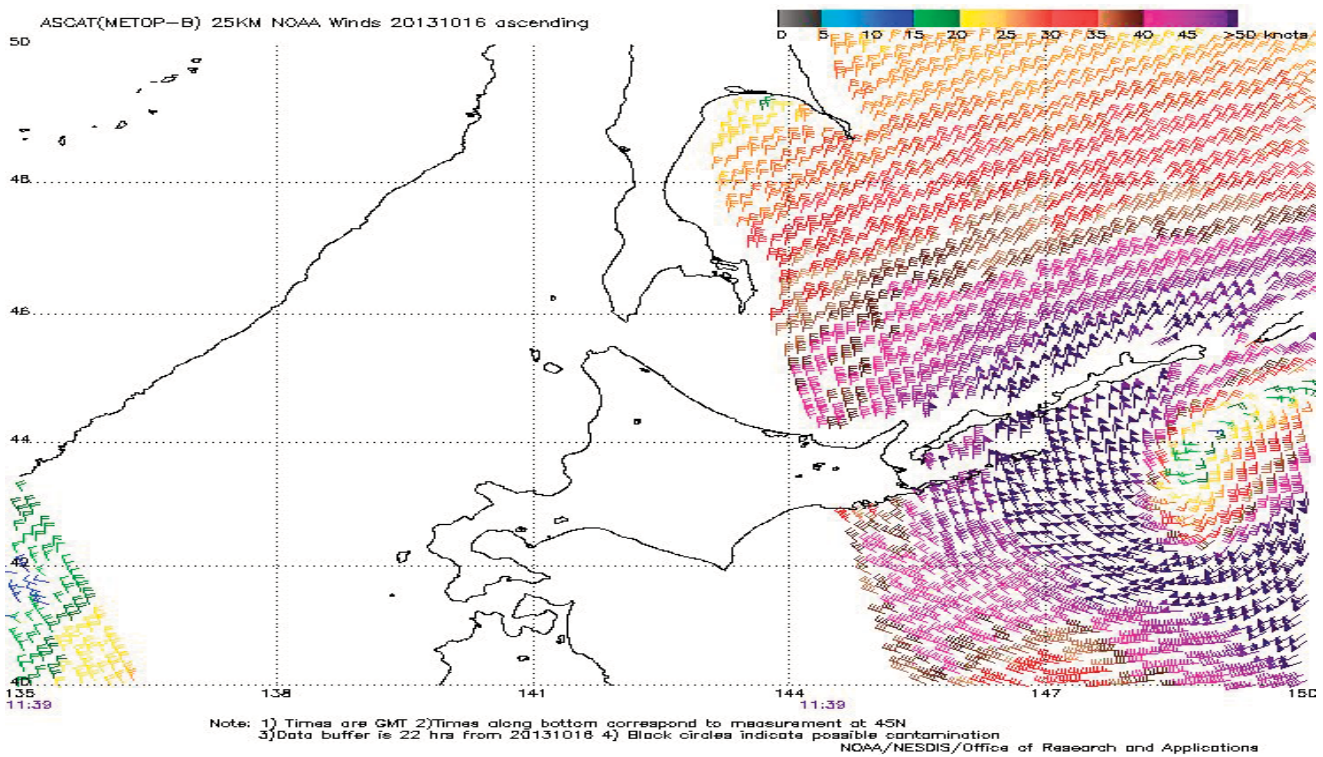 ASCAT(METOP-B) 25KM NOAA Winds 20131016 ascending
0 5 10 15 20 25 30 35 40 45 >50 knots
50
48
46
44
42
40
135 138 141 144 147 150
11:39 11:39
Note: 1) Times are GMT 2)Times along bottom correspond to measurement at 45N
3)Data buffer is 22 hrs from 20131016 4) Black circles indicate possible contamination
NOAA/NESDIS/Office of Research and Applications